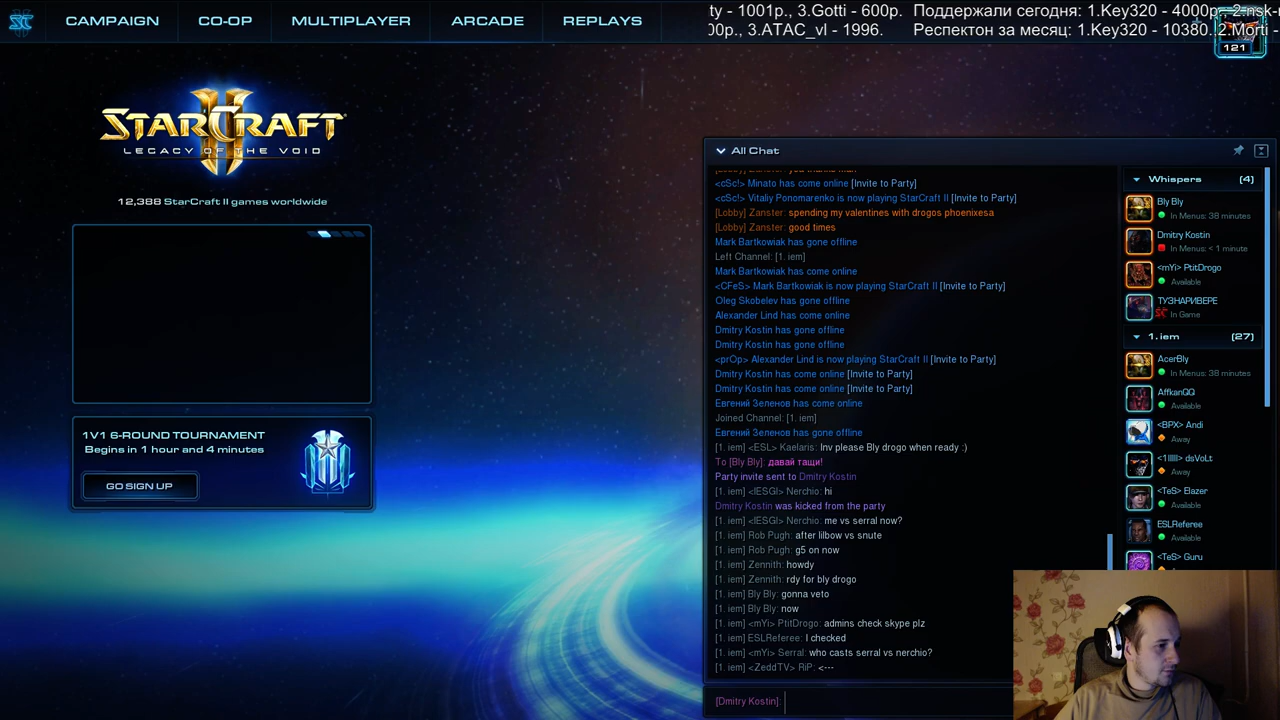 CAMPAIGN
CO-OP
MULTIPLAYER
ARCADE
REPLAYS
ty - 1001р., 3.Gotti - 600р. Поддержали сегодня: 1.Key320 - 4000р
00р., 3.ATAC_vl - 1996. Респектон за месяц: 1.Key320 - 10380. 2.Morti -
121
STARCRAFT
II
LEGACY OF THE VOID
12,388 StarCraft II games worldwide
1V1 6-ROUND TOURNAMENT
Begins in 1 hour and 4 minutes
GO SIGN UP
All Chat
<cSc!> Minato has come online [Invite to Party]
<cSc!> Vitaliy Ponomarenko is now playing StarCraft II [Invite to Party]
[Lobby] Zanster: spending my valentines with drogos phoenixesa
[Lobby] Zanster: good times
Mark Bartkowiak has gone offline
Left Channel: [1. iem]
Mark Bartkowiak has come online
<CFeS> Mark Bartkowiak is now playing StarCraft II [Invite to Party]
Oleg Skobelev has gone offline
Alexander Lind has come online
Dmitry Kostin has gone offline
Dmitry Kostin has gone offline
<prOp> Alexander Lind is now playing StarCraft II [Invite to Party]
Dmitry Kostin has come online [Invite to Party]
Dmitry Kostin has come online [Invite to Party]
Евгений Зеленов has come online
Joined Channel: [1. iem]
Евгений Зеленов has gone offline
[1. iem] <ESL> Kaelaris: Inv please Bly drogo when ready :)
To [Bly Bly]: давай тащи!
Party invite sent to Dmitry Kostin
[1. iem] <IESGI> Nerchio: hi
Dmitry Kostin was kicked from the party
[1. iem] <IESGI> Nerchio: me vs serral now?
[1. iem] Rob Pugh: after lilbow vs snute
[1. iem] Rob Pugh: g5 on now
[1. iem] Zennith: howdy
[1. iem] Zennith: rdy for bly drogo
[1. iem] Bly Bly: gonna veto
[1. iem] Bly Bly: now
[1. iem] <mYi> PtitDrogo: admins check skype plz
[1. iem] ESLReferee: I checked
[1. iem] <mYi> Serral: who casts serral vs nerchio?
[1. iem] <ZeddTV> RiP: <---
[Dmitry Kostin]:
Whispers (4)
Bly Bly
In Menus: 38 minutes
Dmitry Kostin
In Menus: < 1 minute
<mYi> PtitDrogo
Available
ТУЗНАРИВЕРЕ
In Game
1. iem (27)
AcerBly
In Menus: 38 minutes
AffkanQQ
Available
<BPX> Andi
Away
<1lllll> dsVoLt
Away
<TeS> Elazer
Available
ESLReferee
Available
<TeS> Guru